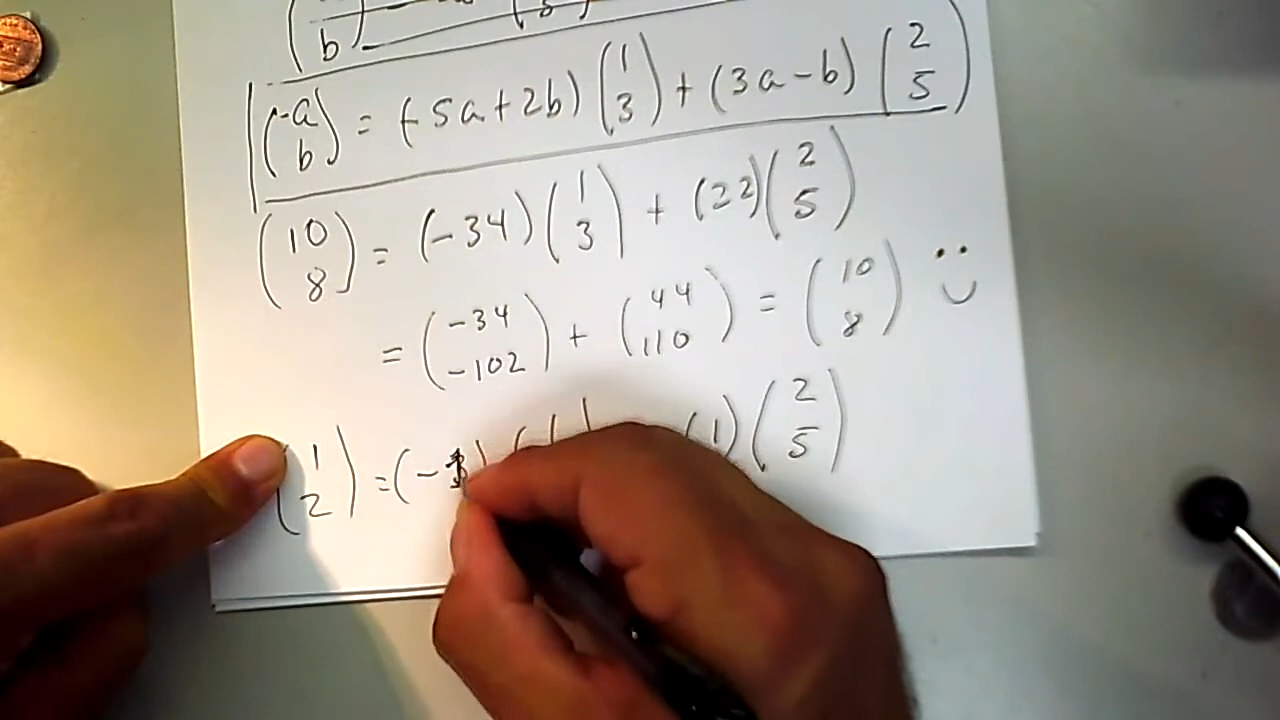 b
(a b) = (-5a+2b) (1 3) + (3a-b) (2 5)
(10 8) = (-34) (1 3) + (22) (2 5)
= (-34 -102) + (44 110) = (10 8)
(1 2) = (-1) ( (1) (2 5)